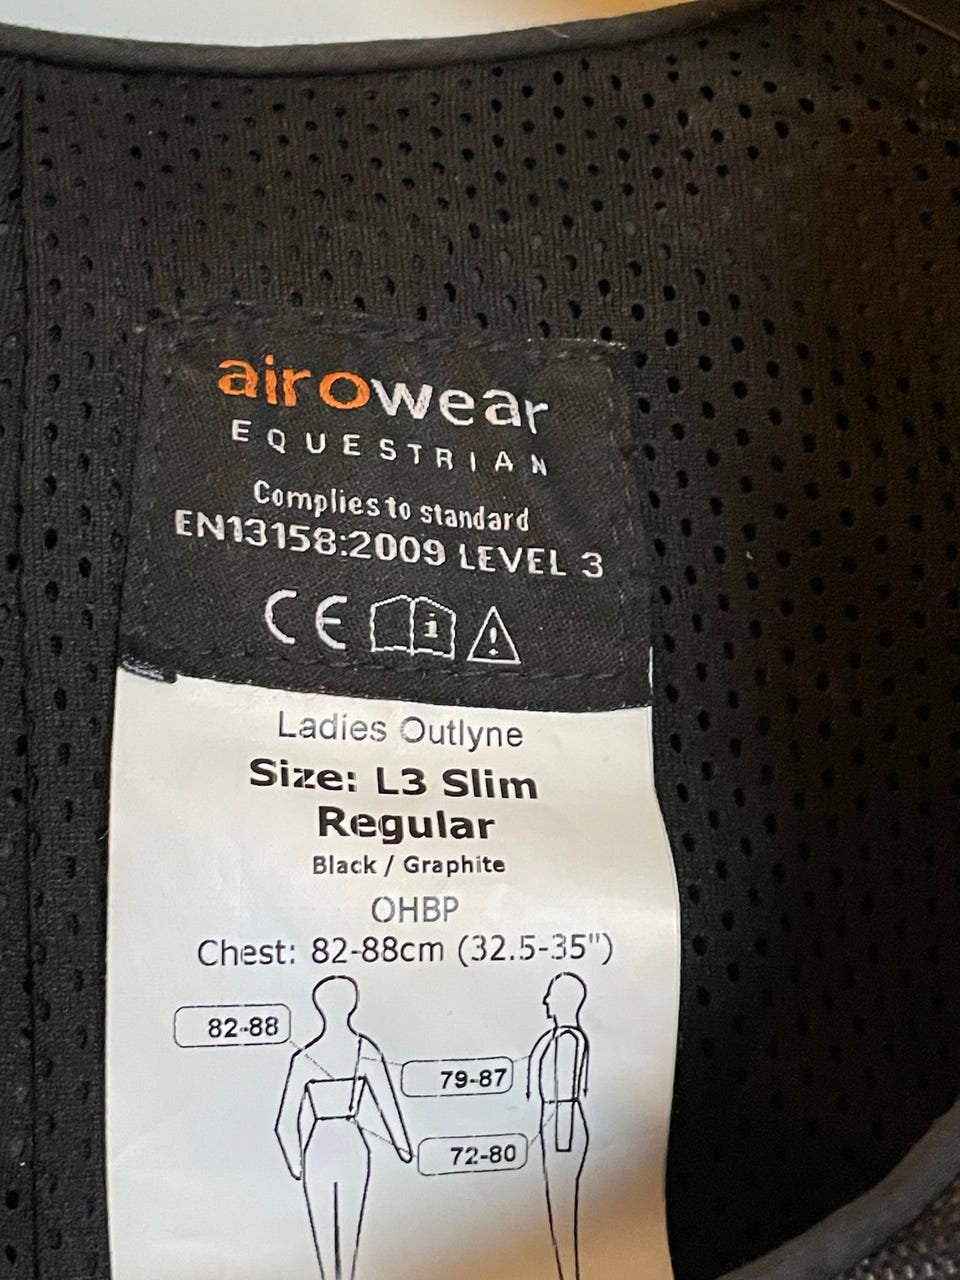 airowear
EQUESTRIAN
Complies to standard
EN13158:2009 LEVEL 3
CE i !
Ladies Outlyne
Size: L3 Slim
Regular
Black / Graphite
OHBP
Chest: 82-88cm (32.5-35")
82-88
79-87
72-80